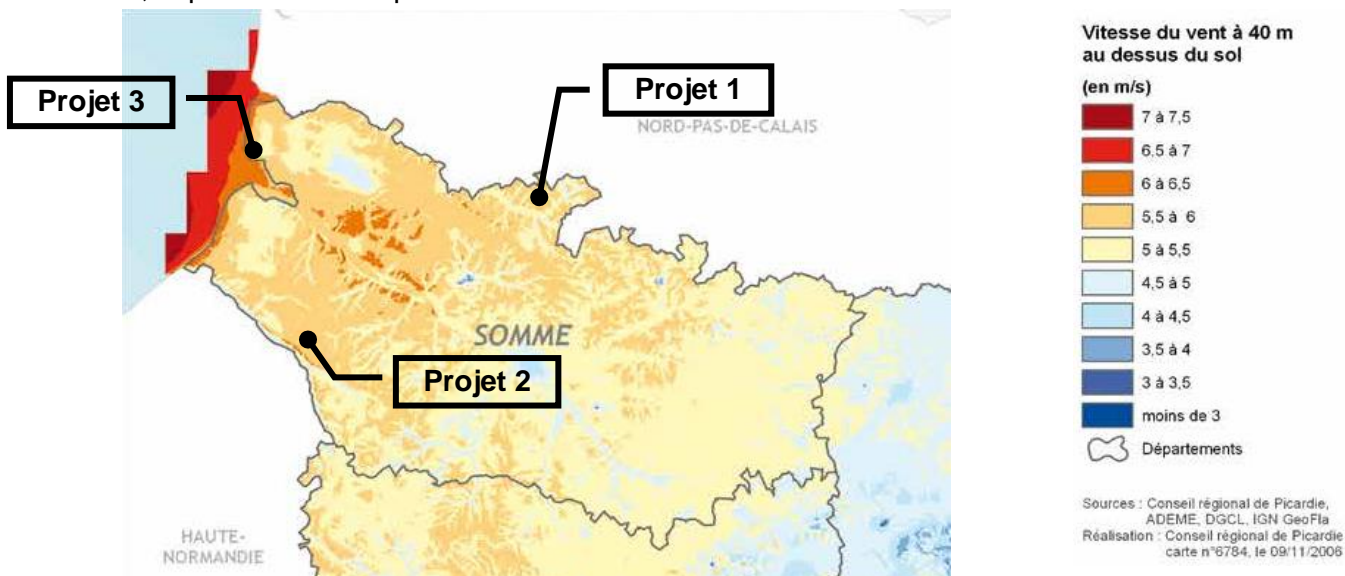 Projet 3
Projet 1
NORD-PAS-DE-CALAIS
SOMME
Projet 2
HAUTE-
NORMANDIE
Vitesse du vent à 40 m
au dessus du sol
(en m/s)
7 à 7,5
6,5 à 7
6 à 6,5
5,5 à 6
5 à 5,5
4,5 à 5
4 à 4,5
3,5 à 4
3 à 3,5
moins de 3
Départements
Sources : Conseil régional de Picardie,
ADEME, DGCL, IGN GeoFla
Réalisation : Conseil régional de Picardie
carte n°6784, le 09/11/2006